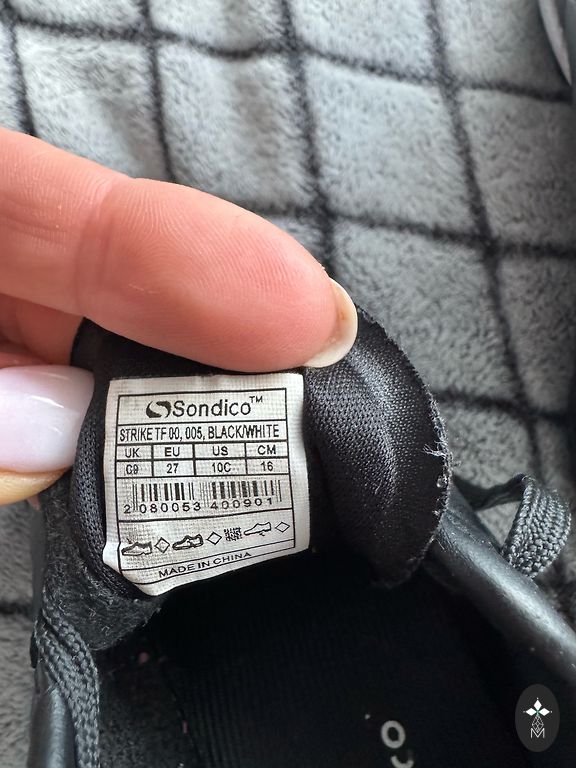 Sondico™
STRIKE TF 00, 005, BLACK/WHITE
UK EU US CM
C9 27 10C 16
2 080053 400901
MADE IN CHINA
M